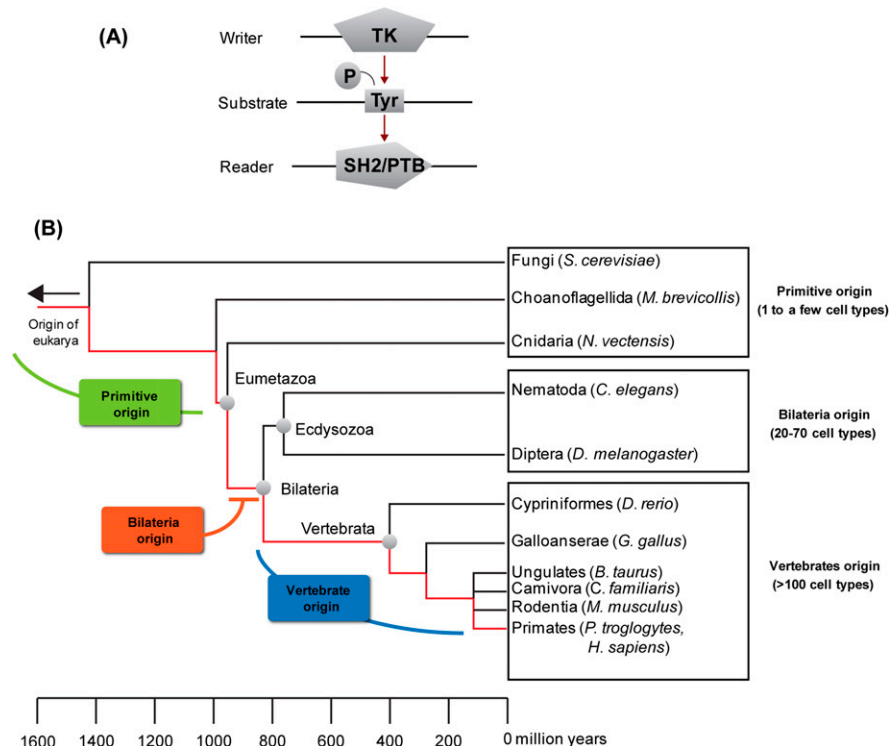 (A)
Writer
TK
P
Substrate
Tyr
Reader
SH2/PTB
(B)
Fungi (S. cerevisiae)
Choanoflagellida (M. brevicollis)
Cnidaria (N. vectensis)
Primitive origin
(1 to a few cell types)
Origin of
eukarya
Primitive
origin
Eumetazoa
Nematoda (C. elegans)
Ecdysozoa
Diptera (D. melanogaster)
Bilateria origin
(20-70 cell types)
Bilateria
Bilateria
origin
Vertebrata
Cypriniformes (D. rerio)
Galloanserae (G. gallus)
Ungulates (B. taurus)
Camivora (C. familiaris)
Rodentia (M. musculus)
Primates (P. troglogytes,
H. sapiens)
Vertebrates origin
(>100 cell types)
Vertebrate
origin
1600 1400 1200 1000 800 600 400 200 0 million years